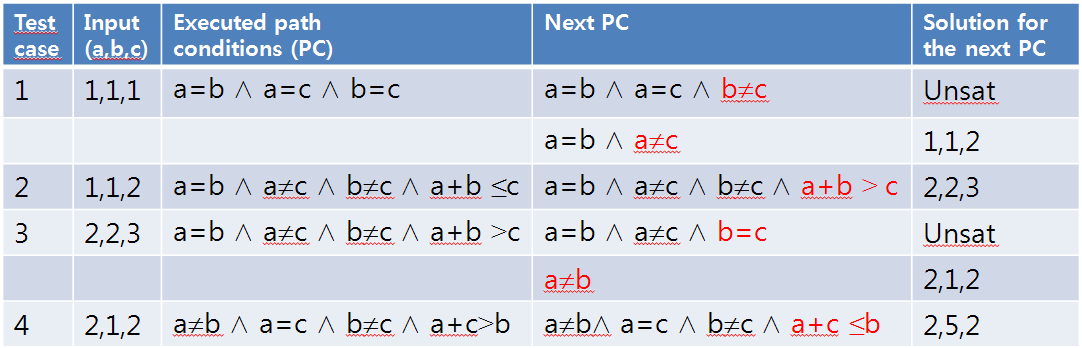 Test case Input (a,b,c) Executed path conditions (PC) Next PC Solution for the next PC
1 1,1,1 a=b ∧ a=c ∧ b=c a=b ∧ a=c ∧ b≠c Unsat
a=b ∧ a≠c 1,1,2
2 1,1,2 a=b ∧ a≠c ∧ b≠c ∧ a+b ≤c a=b ∧ a≠c ∧ b≠c ∧ a+b > c 2,2,3
3 2,2,3 a=b ∧ a≠c ∧ b≠c ∧ a+b >c a=b ∧ a≠c ∧ b=c Unsat
a≠b 2,1,2
4 2,1,2 a≠b ∧ a=c ∧ b≠c ∧ a+c>b a≠b∧ a=c ∧ b≠c ∧ a+c ≤b 2,5,2